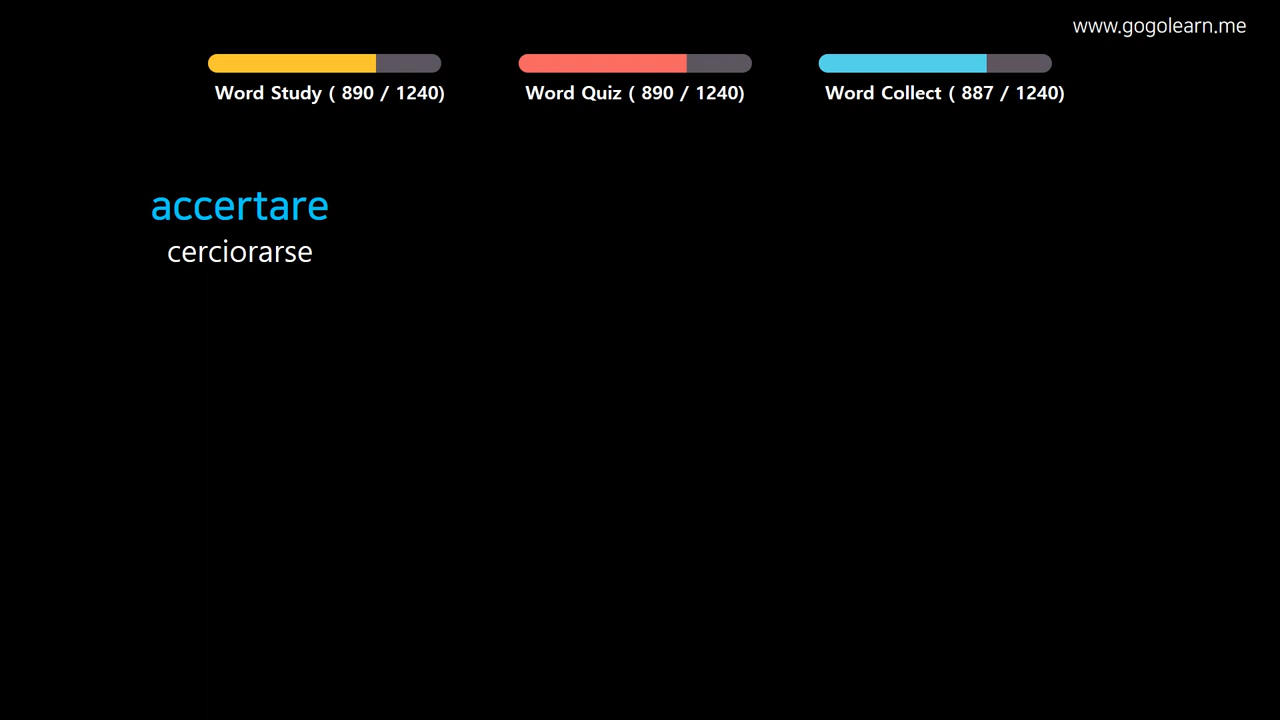 www.gogolearn.me
Word Study ( 890 / 1240)
Word Quiz ( 890 / 1240)
Word Collect ( 887 / 1240)
accertare
cerciorarse